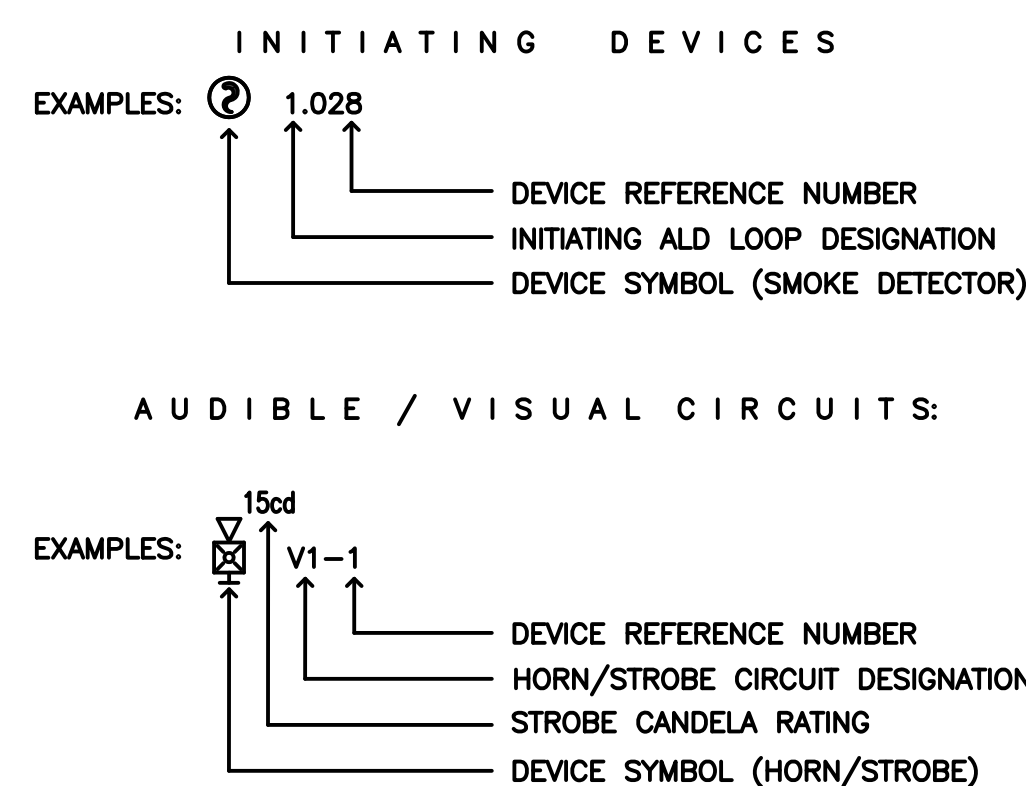 INITIATING DEVICES
EXAMPLES: 1.028
DEVICE REFERENCE NUMBER
INITIATING ALD LOOP DESIGNATION
DEVICE SYMBOL (SMOKE DETECTOR)
AUDIBLE / VISUAL CIRCUITS:
15cd
EXAMPLES: V1-1
DEVICE REFERENCE NUMBER
HORN/STROBE CIRCUIT DESIGNATION
STROBE CANDELA RATING
DEVICE SYMBOL (HORN/STROBE)